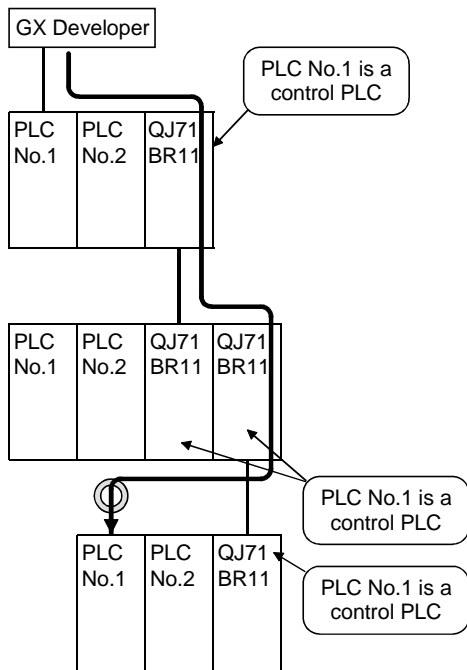 GX Developer
PLC No.1 is a
control PLC
PLC
No.1
PLC
No.2
QJ71
BR11
PLC
No.1
PLC
No.2
QJ71
BR11
QJ71
BR11
PLC No.1 is a
control PLC
PLC
No.1
PLC
No.2
QJ71
BR11
PLC No.1 is a
control PLC